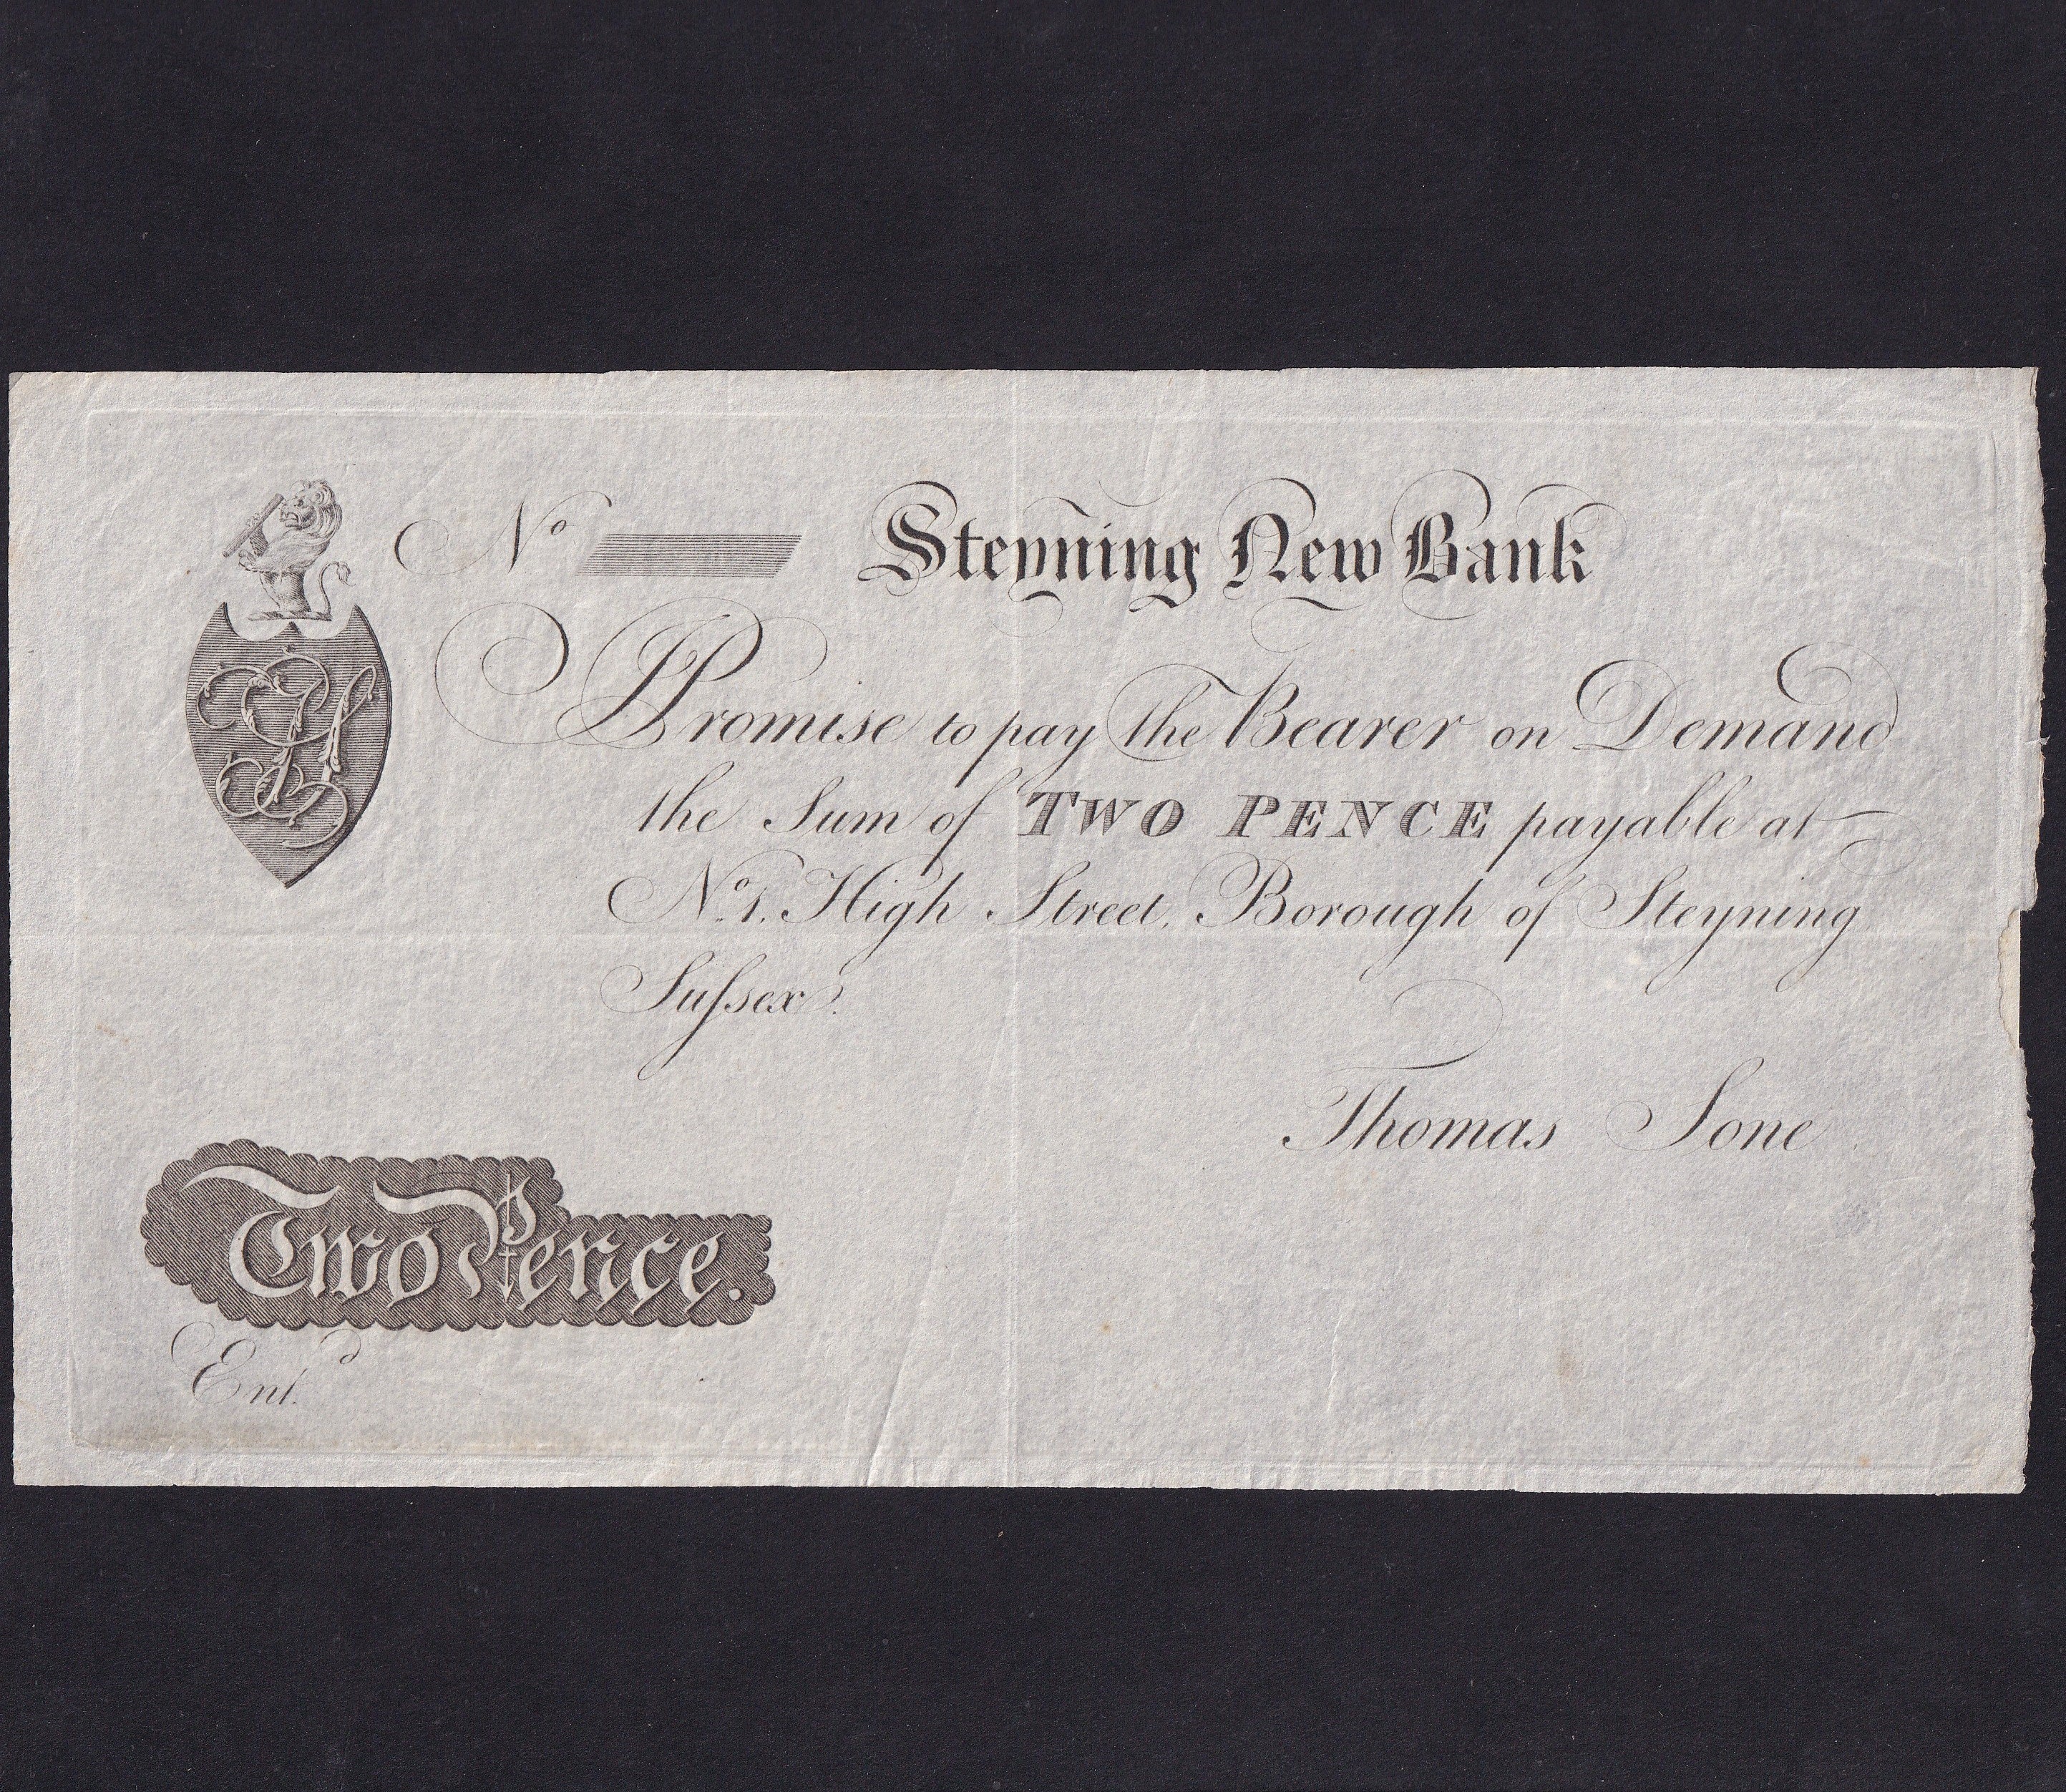 No Steyning New Bank
I Promise to pay the Bearer on Demand
the Sum of TWO PENCE payable at
No. 1. High Street, Borough of Steyning
Suſsex.
Thomas Sone
Two Pence.
Entd.
TS